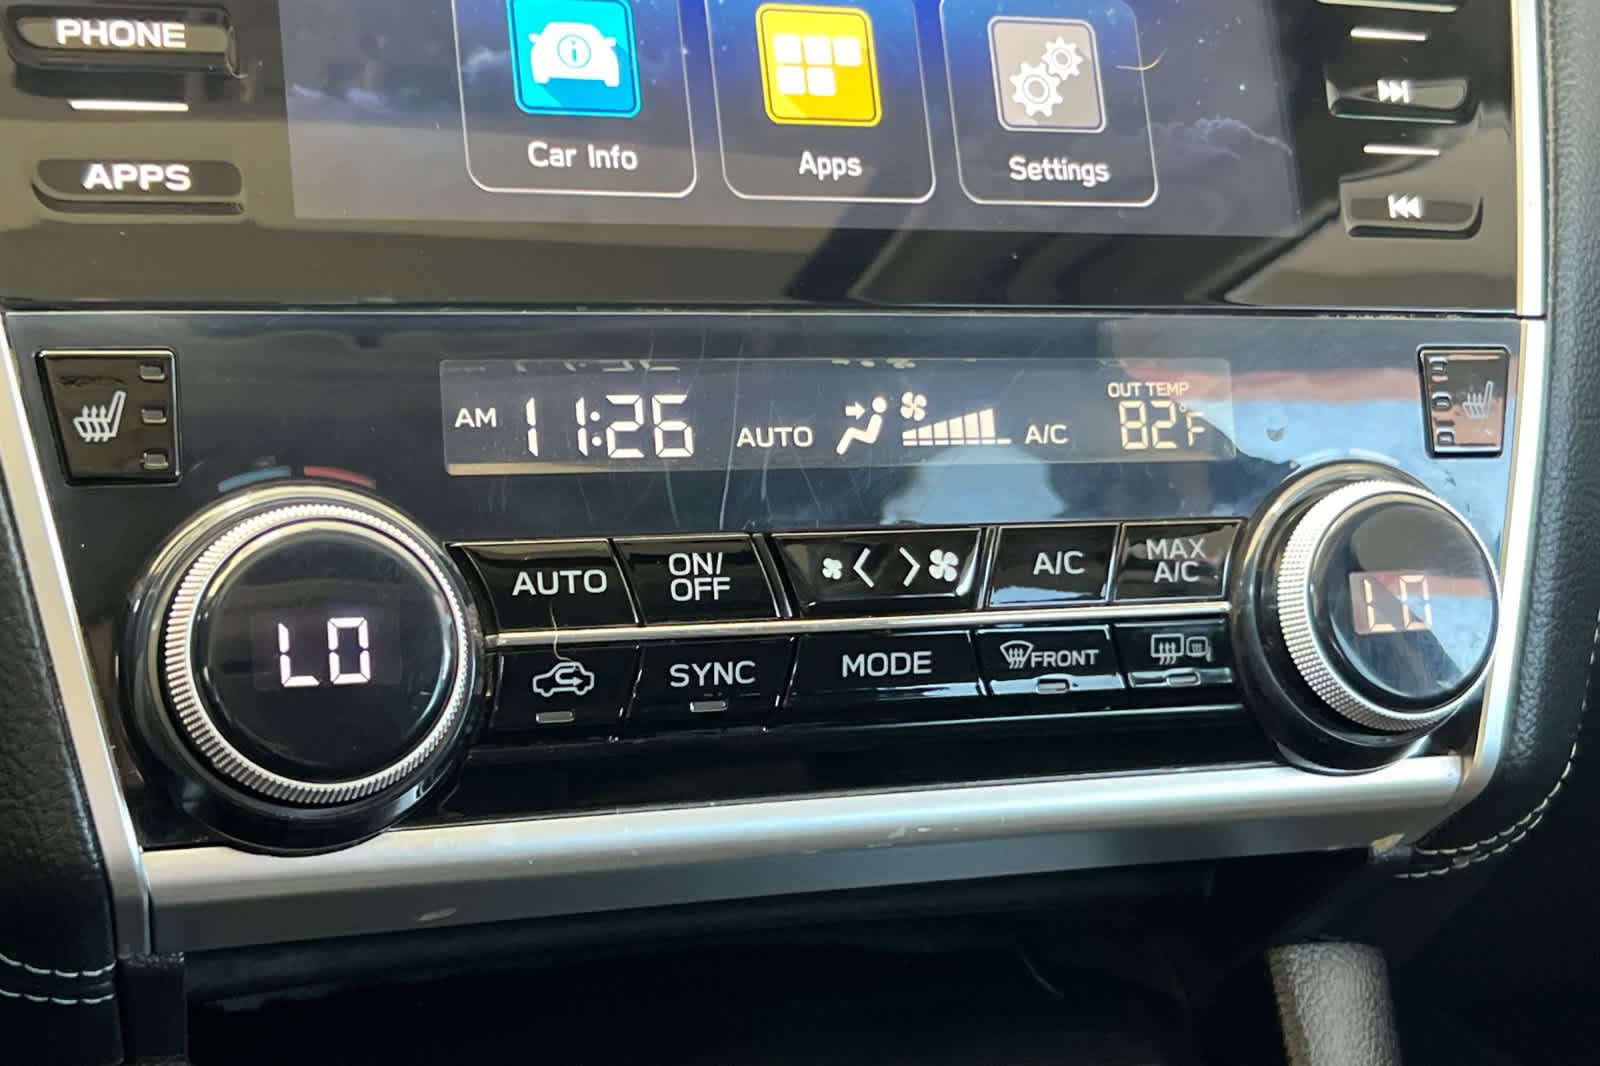 PHONE
APPS
Car Info
Apps
Settings
AM 11:26 AUTO A/C OUT TEMP 82°F
AUTO
ON/
OFF
A/C
MAX
A/C
SYNC
MODE
FRONT
LO
LO